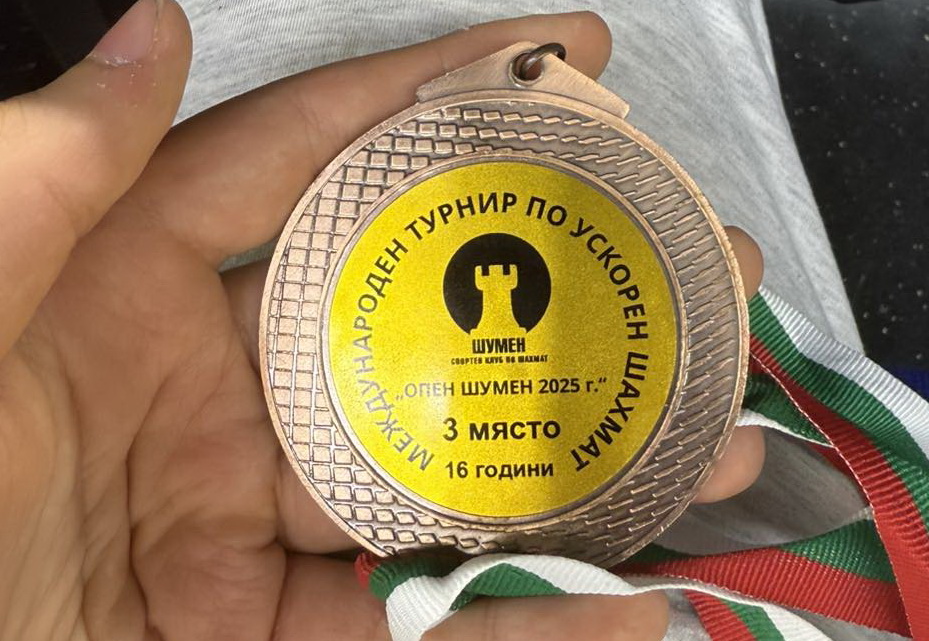 МЕЖДУНАРОДЕН ТУРНИР ПО УСКОРЕН ШАХМАТ
ШУМЕН
СПОРТЕН КЛУБ ПО ШАХМАТ
„ОПЕН ШУМЕН 2025 г.“
3 място
16 години